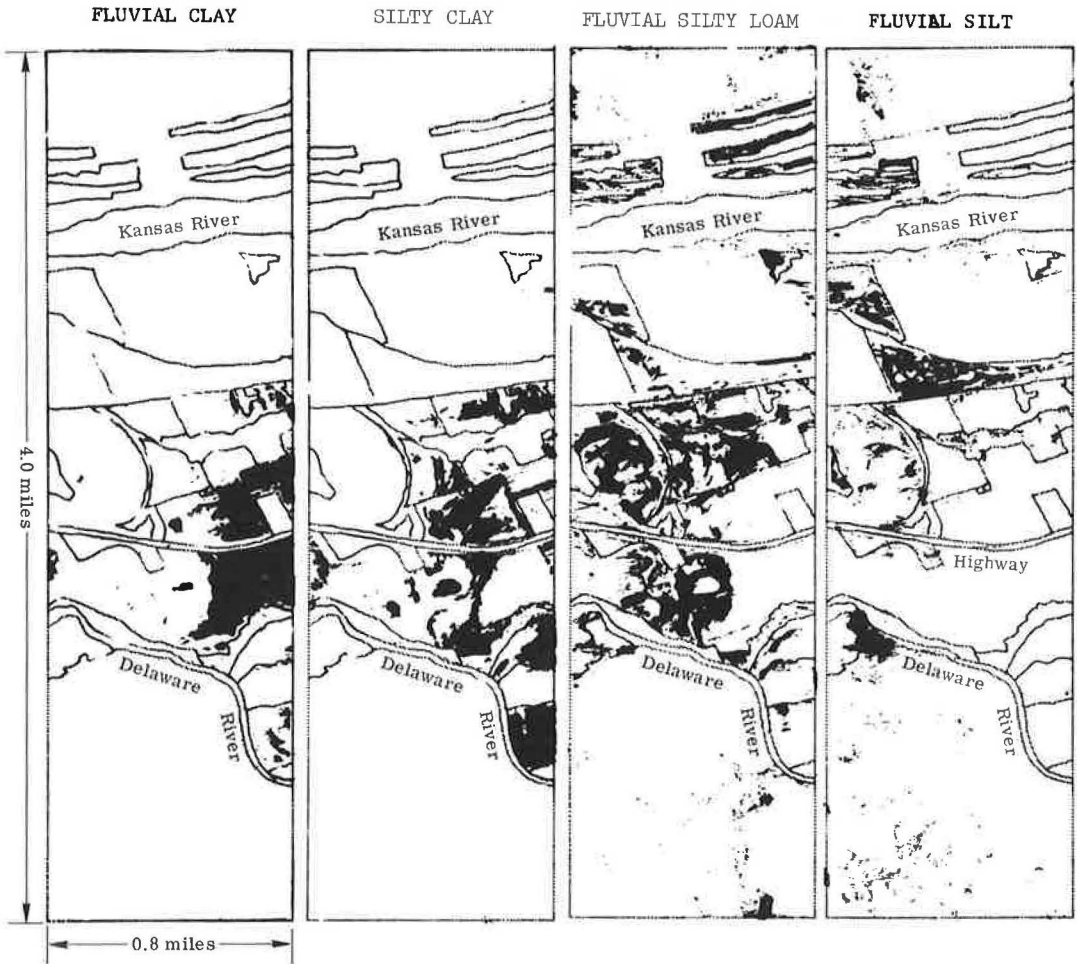 FLUVIAL CLAY
SILTY CLAY
FLUVIAL SILTY LOAM
FLUVIAL SILT
Kansas River
Kansas River
Kansas River
Kansas River
4.0 miles
Highway
Delaware
River
Delaware
River
Delaware
River
Delaware
River
0.8 miles